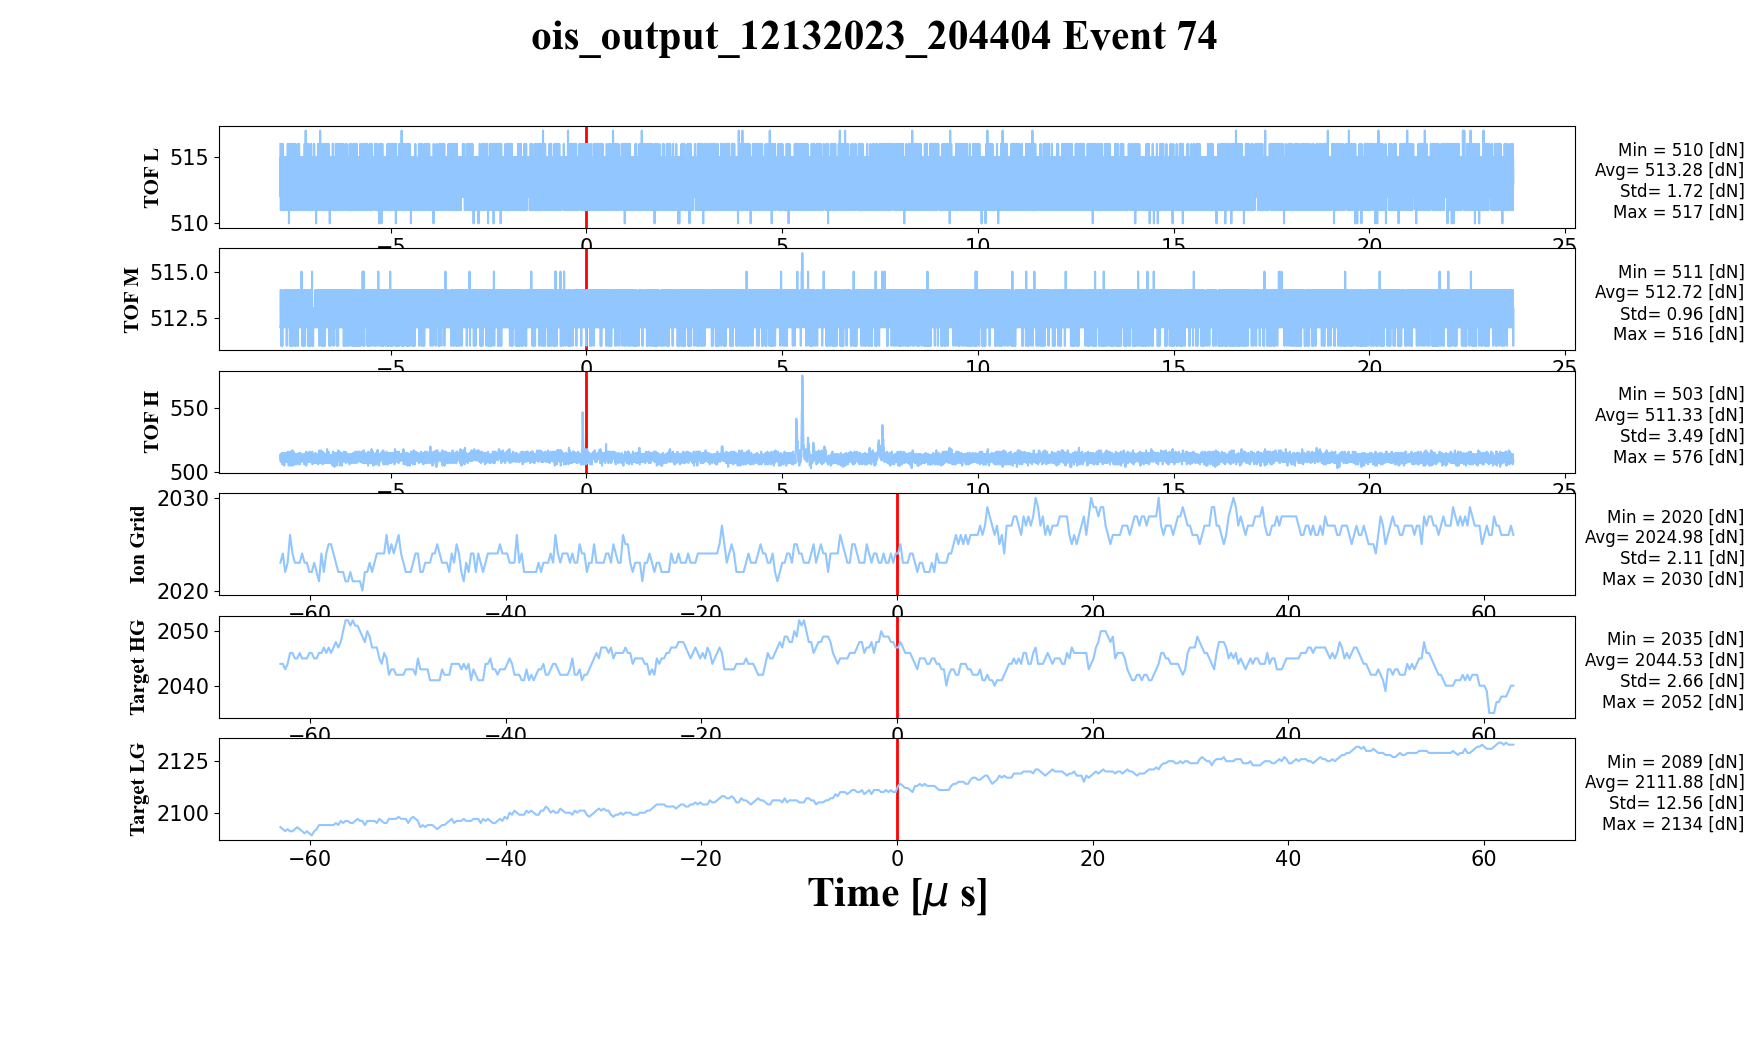 ois_output_12132023_204404 Event 74
TOF L
515
510
Min = 510 [dN]
Avg= 513.28 [dN]
Std= 1.72 [dN]
Max = 517 [dN]
−5 0 5 10 15 20 25
TOF M
515.0
512.5
Min = 511 [dN]
Avg= 512.72 [dN]
Std= 0.96 [dN]
Max = 516 [dN]
−5 0 5 10 15 20 25
TOF H
550
500
Min = 503 [dN]
Avg= 511.33 [dN]
Std= 3.49 [dN]
Max = 576 [dN]
−5 0 5 10 15 20 25
Ion Grid
2030
2020
Min = 2020 [dN]
Avg= 2024.98 [dN]
Std= 2.11 [dN]
Max = 2030 [dN]
−60 −40 −20 0 20 40 60
Target HG
2050
2040
Min = 2035 [dN]
Avg= 2044.53 [dN]
Std= 2.66 [dN]
Max = 2052 [dN]
−60 −40 −20 0 20 40 60
Target LG
2125
2100
Min = 2089 [dN]
Avg= 2111.88 [dN]
Std= 12.56 [dN]
Max = 2134 [dN]
−60 −40 −20 0 20 40 60
Time [μ s]